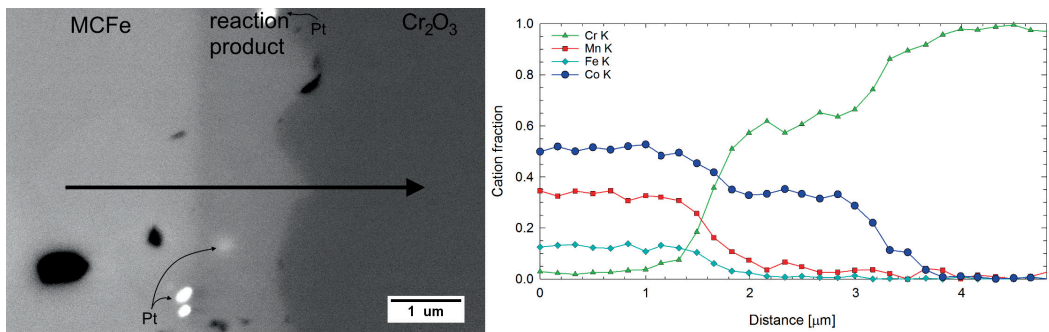 MCFe
reaction
product
Pt
Cr₂O₃
Pt
1 um
Cation fraction
1.0
0.8
0.6
0.4
0.2
0.0
Cr K
Mn K
Fe K
Co K
0 1 2 3 4
Distance [μm]